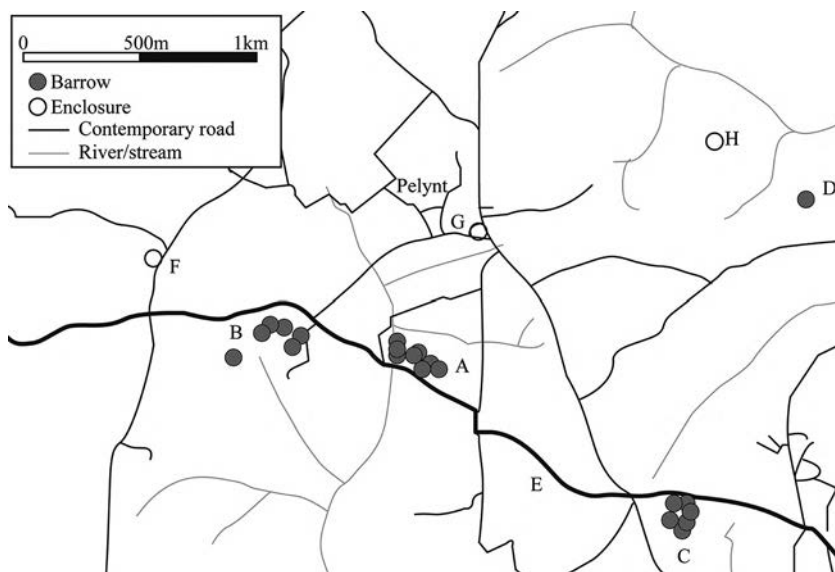 0 500m 1km
Barrow
Enclosure
Contemporary road
River/stream
H
Pelynt
D
G
F
B
A
E
C